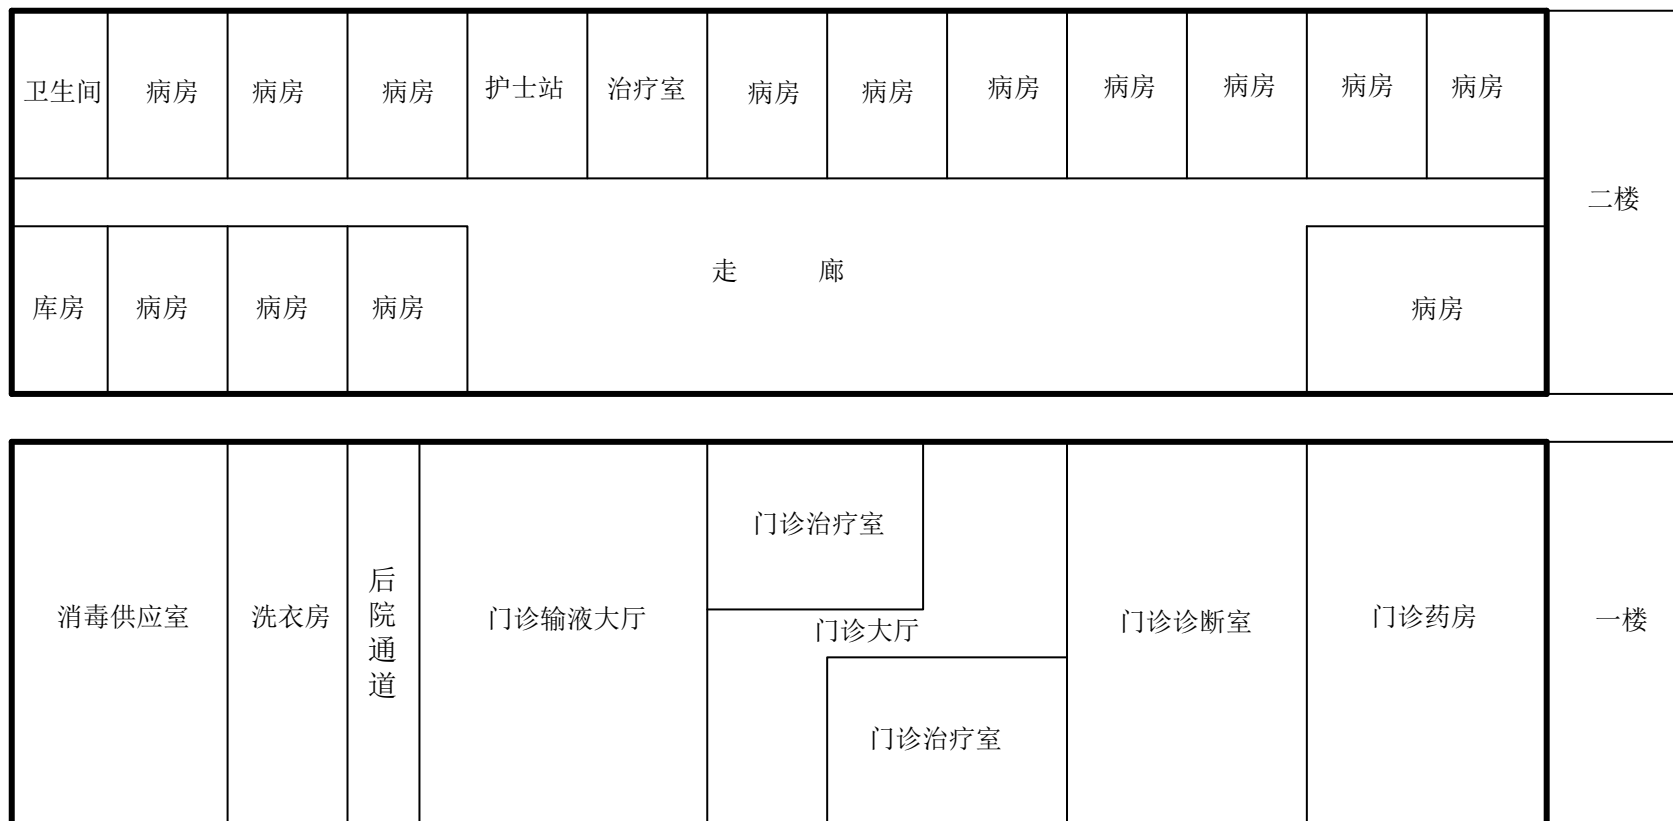 卫生间 病房 病房 病房 护士站 治疗室 病房 病房 病房 病房 病房 病房 病房
二楼
走 廊
库房 病房 病房 病房 病房
门诊治疗室
后院通道
消毒供应室 洗衣房 门诊输液大厅 门诊大厅 门诊诊断室 门诊药房 一楼
门诊治疗室